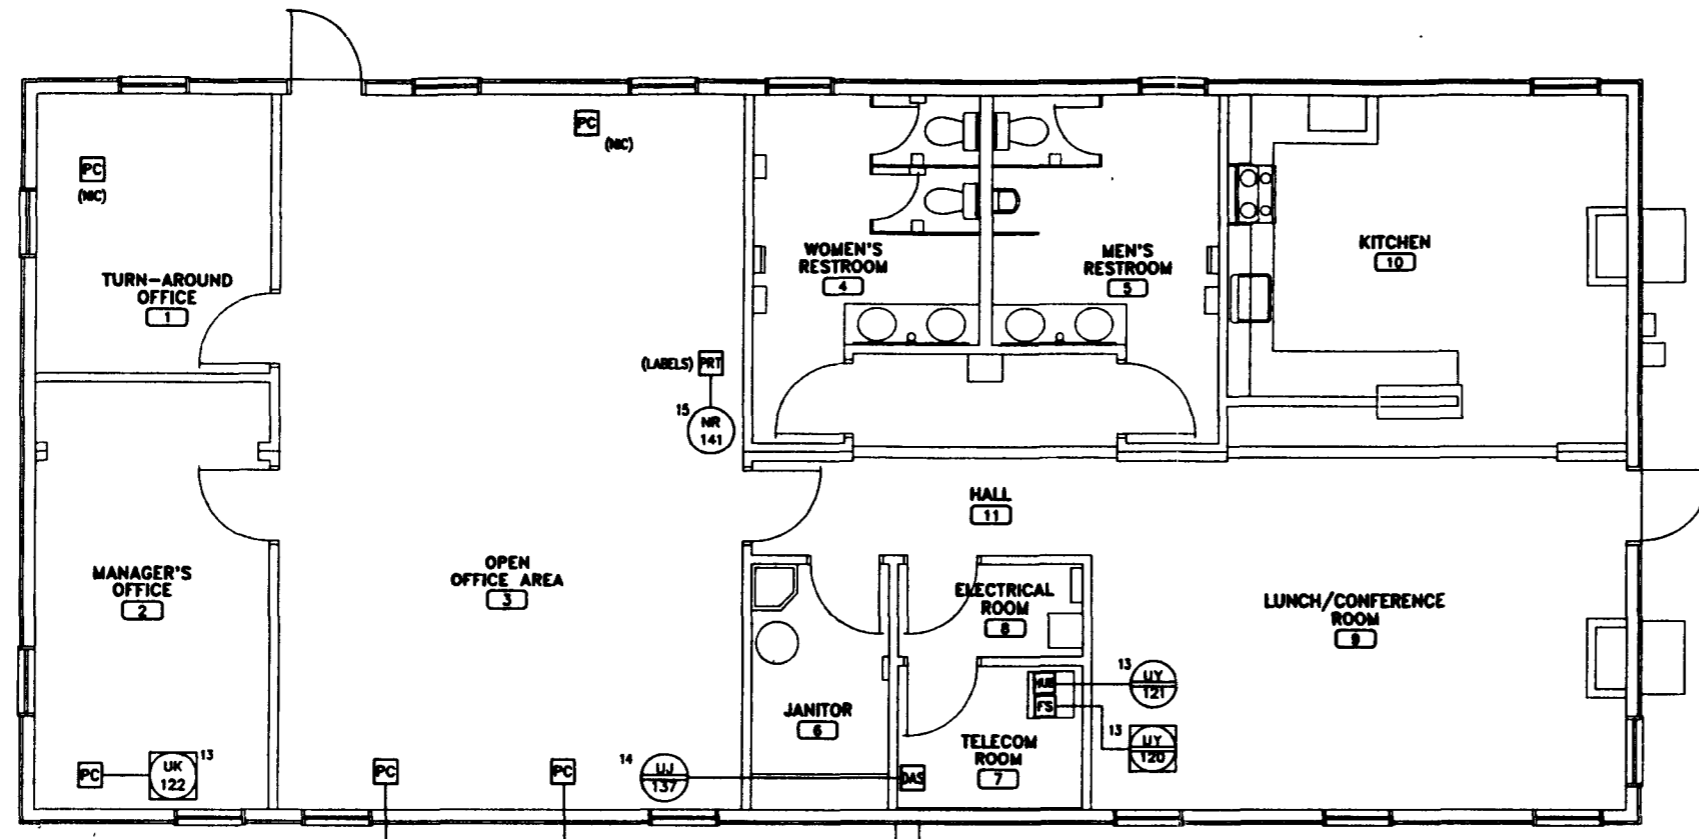 PC
(NIC)
PC
(NIC)
TURN-AROUND
OFFICE
1
WOMEN'S
RESTROOM
4
MEN'S
RESTROOM
5
KITCHEN
10
(LABELS) PRT
15
NR
141
HALL
11
MANAGER'S
OFFICE
2
OPEN
OFFICE AREA
3
ELECTRICAL
ROOM
8
LUNCH/CONFERENCE
ROOM
9
JANITOR
6
HUB
FS
13
UY
121
13
UY
120
TELECOM
ROOM
7
PC
UK
122
13
PC
PC
14
UJ
137
DAS